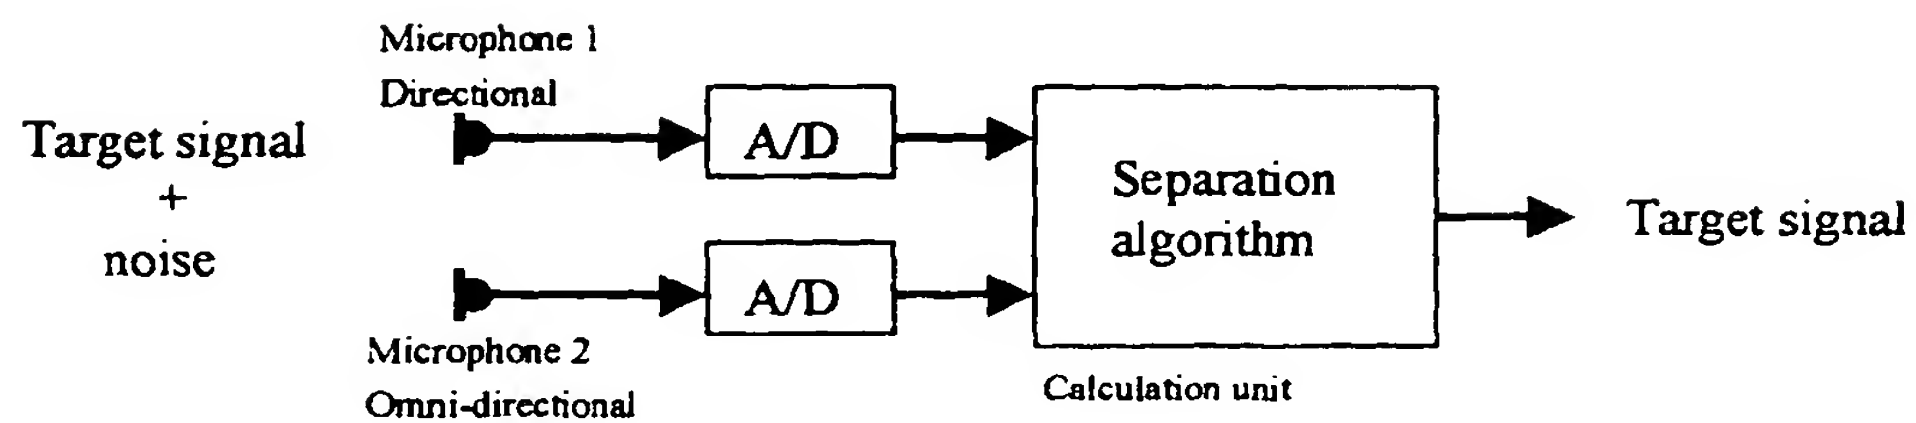 Microphone 1
Directional
Target signal
+
noise
A/D
A/D
Microphone 2
Omni-directional
Separation
algorithm
Calculation unit
Target signal